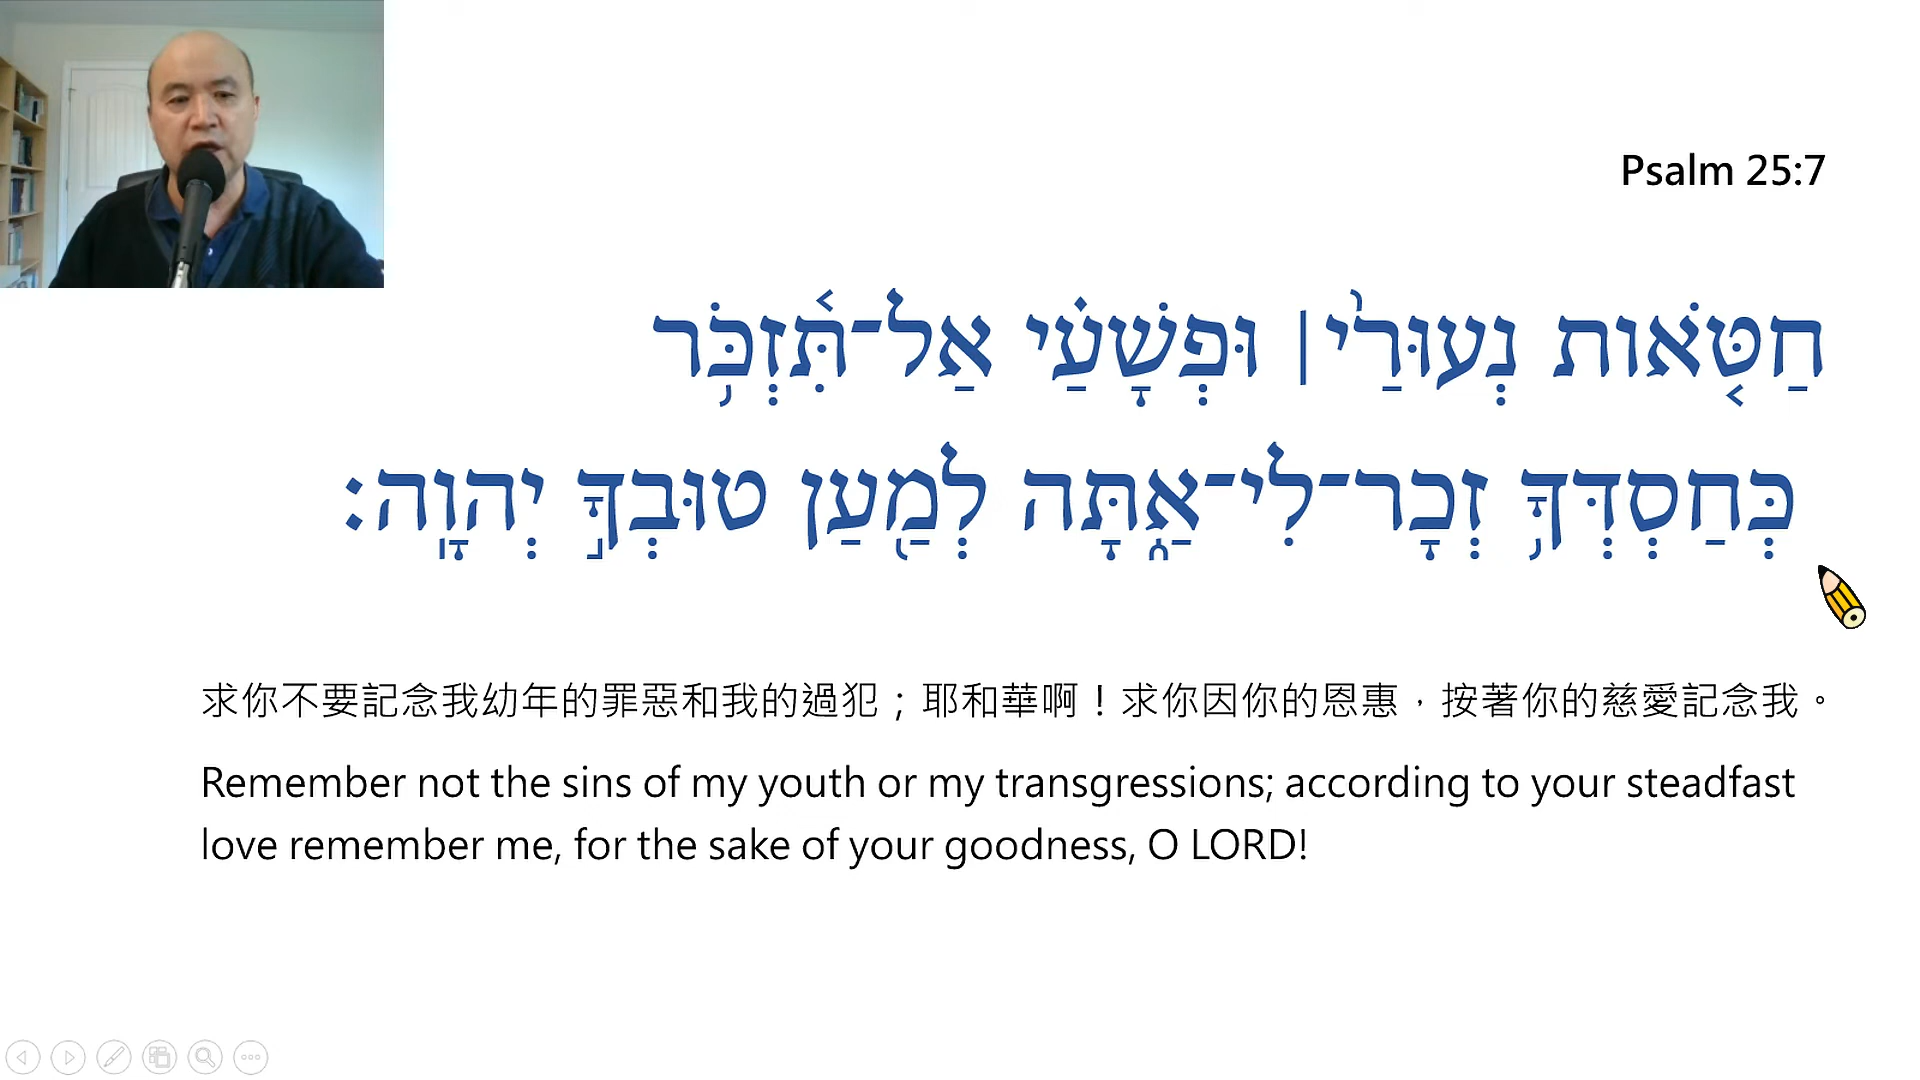 Psalm 25:7
חַטֹּ֤אות נְעוּרַ֨י ׀ וּפְשָׁעַ֗י אַל־תִּ֫זְכֹּ֥ר
כְּחַסְדְּךָ֥ זְכָר־לִי־אַ֑תָּה לְמַ֖עַן טוּבְךָ֣ יְהוָֽה׃
求你不要記念我幼年的罪惡和我的過犯；耶和華啊！求你因你的恩惠，按著你的慈愛記念我。
Remember not the sins of my youth or my transgressions; according to your steadfast
love remember me, for the sake of your goodness, O LORD!